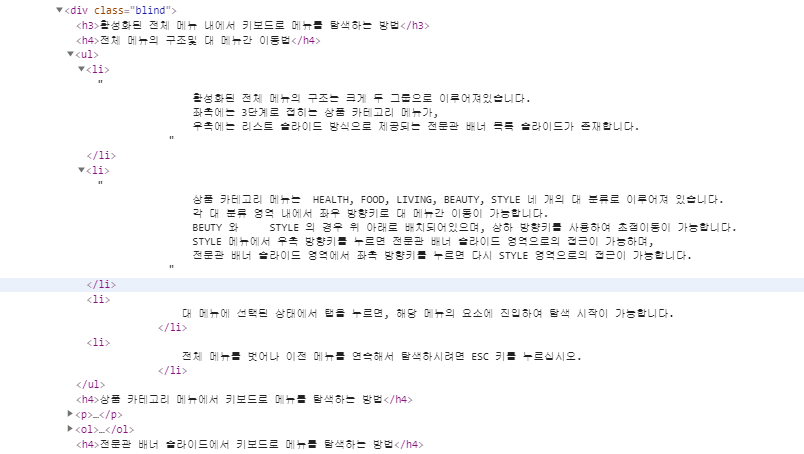 ▼<div class="blind">
<h3>활성화된 전체 메뉴 내에서 키보드로 메뉴를 탐색하는 방법</h3>
<h4>전체 메뉴의 구조및 대 메뉴간 이동법</h4>
▼<ul>
▼<li>
"
활성화된 전체 메뉴의 구조는 크게 두 그룹으로 이루어져있습니다.
좌측에는 3단계로 접히는 상품 카테고리 메뉴가,
우측에는 리스트 슬라이드 방식으로 제공되는 전문관 배너 목록 슬라이드가 존재합니다.
"
</li>
▼<li>
"
상품 카테고리 메뉴는 HEALTH, FOOD, LIVING, BEAUTY, STYLE 네 개의 대 분류로 이루어져 있습니다.
각 대 분류 영역 내에서 좌우 방향키로 대 메뉴간 이동이 가능합니다.
BEUTY 와 STYLE 의 경우 위 아래로 배치되어있으며, 상하 방향키를 사용하여 초점이동이 가능합니다.
STYLE 메뉴에서 우측 방향키를 누르면 전문관 배너 슬라이드 영역으로의 접근이 가능하며,
전문관 배너 슬라이드 영역에서 좌측 방향키를 누르면 다시 STYLE 영역으로의 접근이 가능합니다.
"
</li>
<li>
대 메뉴에 선택된 상태에서 탭을 누르면, 해당 메뉴의 요소에 진입하여 탐색 시작이 가능합니다.
</li>
<li>
전체 메뉴를 벗어나 이전 메뉴를 연속해서 탐색하시려면 ESC 키를 누르십시오.
</li>
</ul>
<h4>상품 카테고리 메뉴에서 키보드로 메뉴를 탐색하는 방법</h4>
▶<p>…</p>
▶<ol>…</ol>
<h4>전문관 배너 슬라이드에서 키보드로 메뉴를 탐색하는 방법</h4>